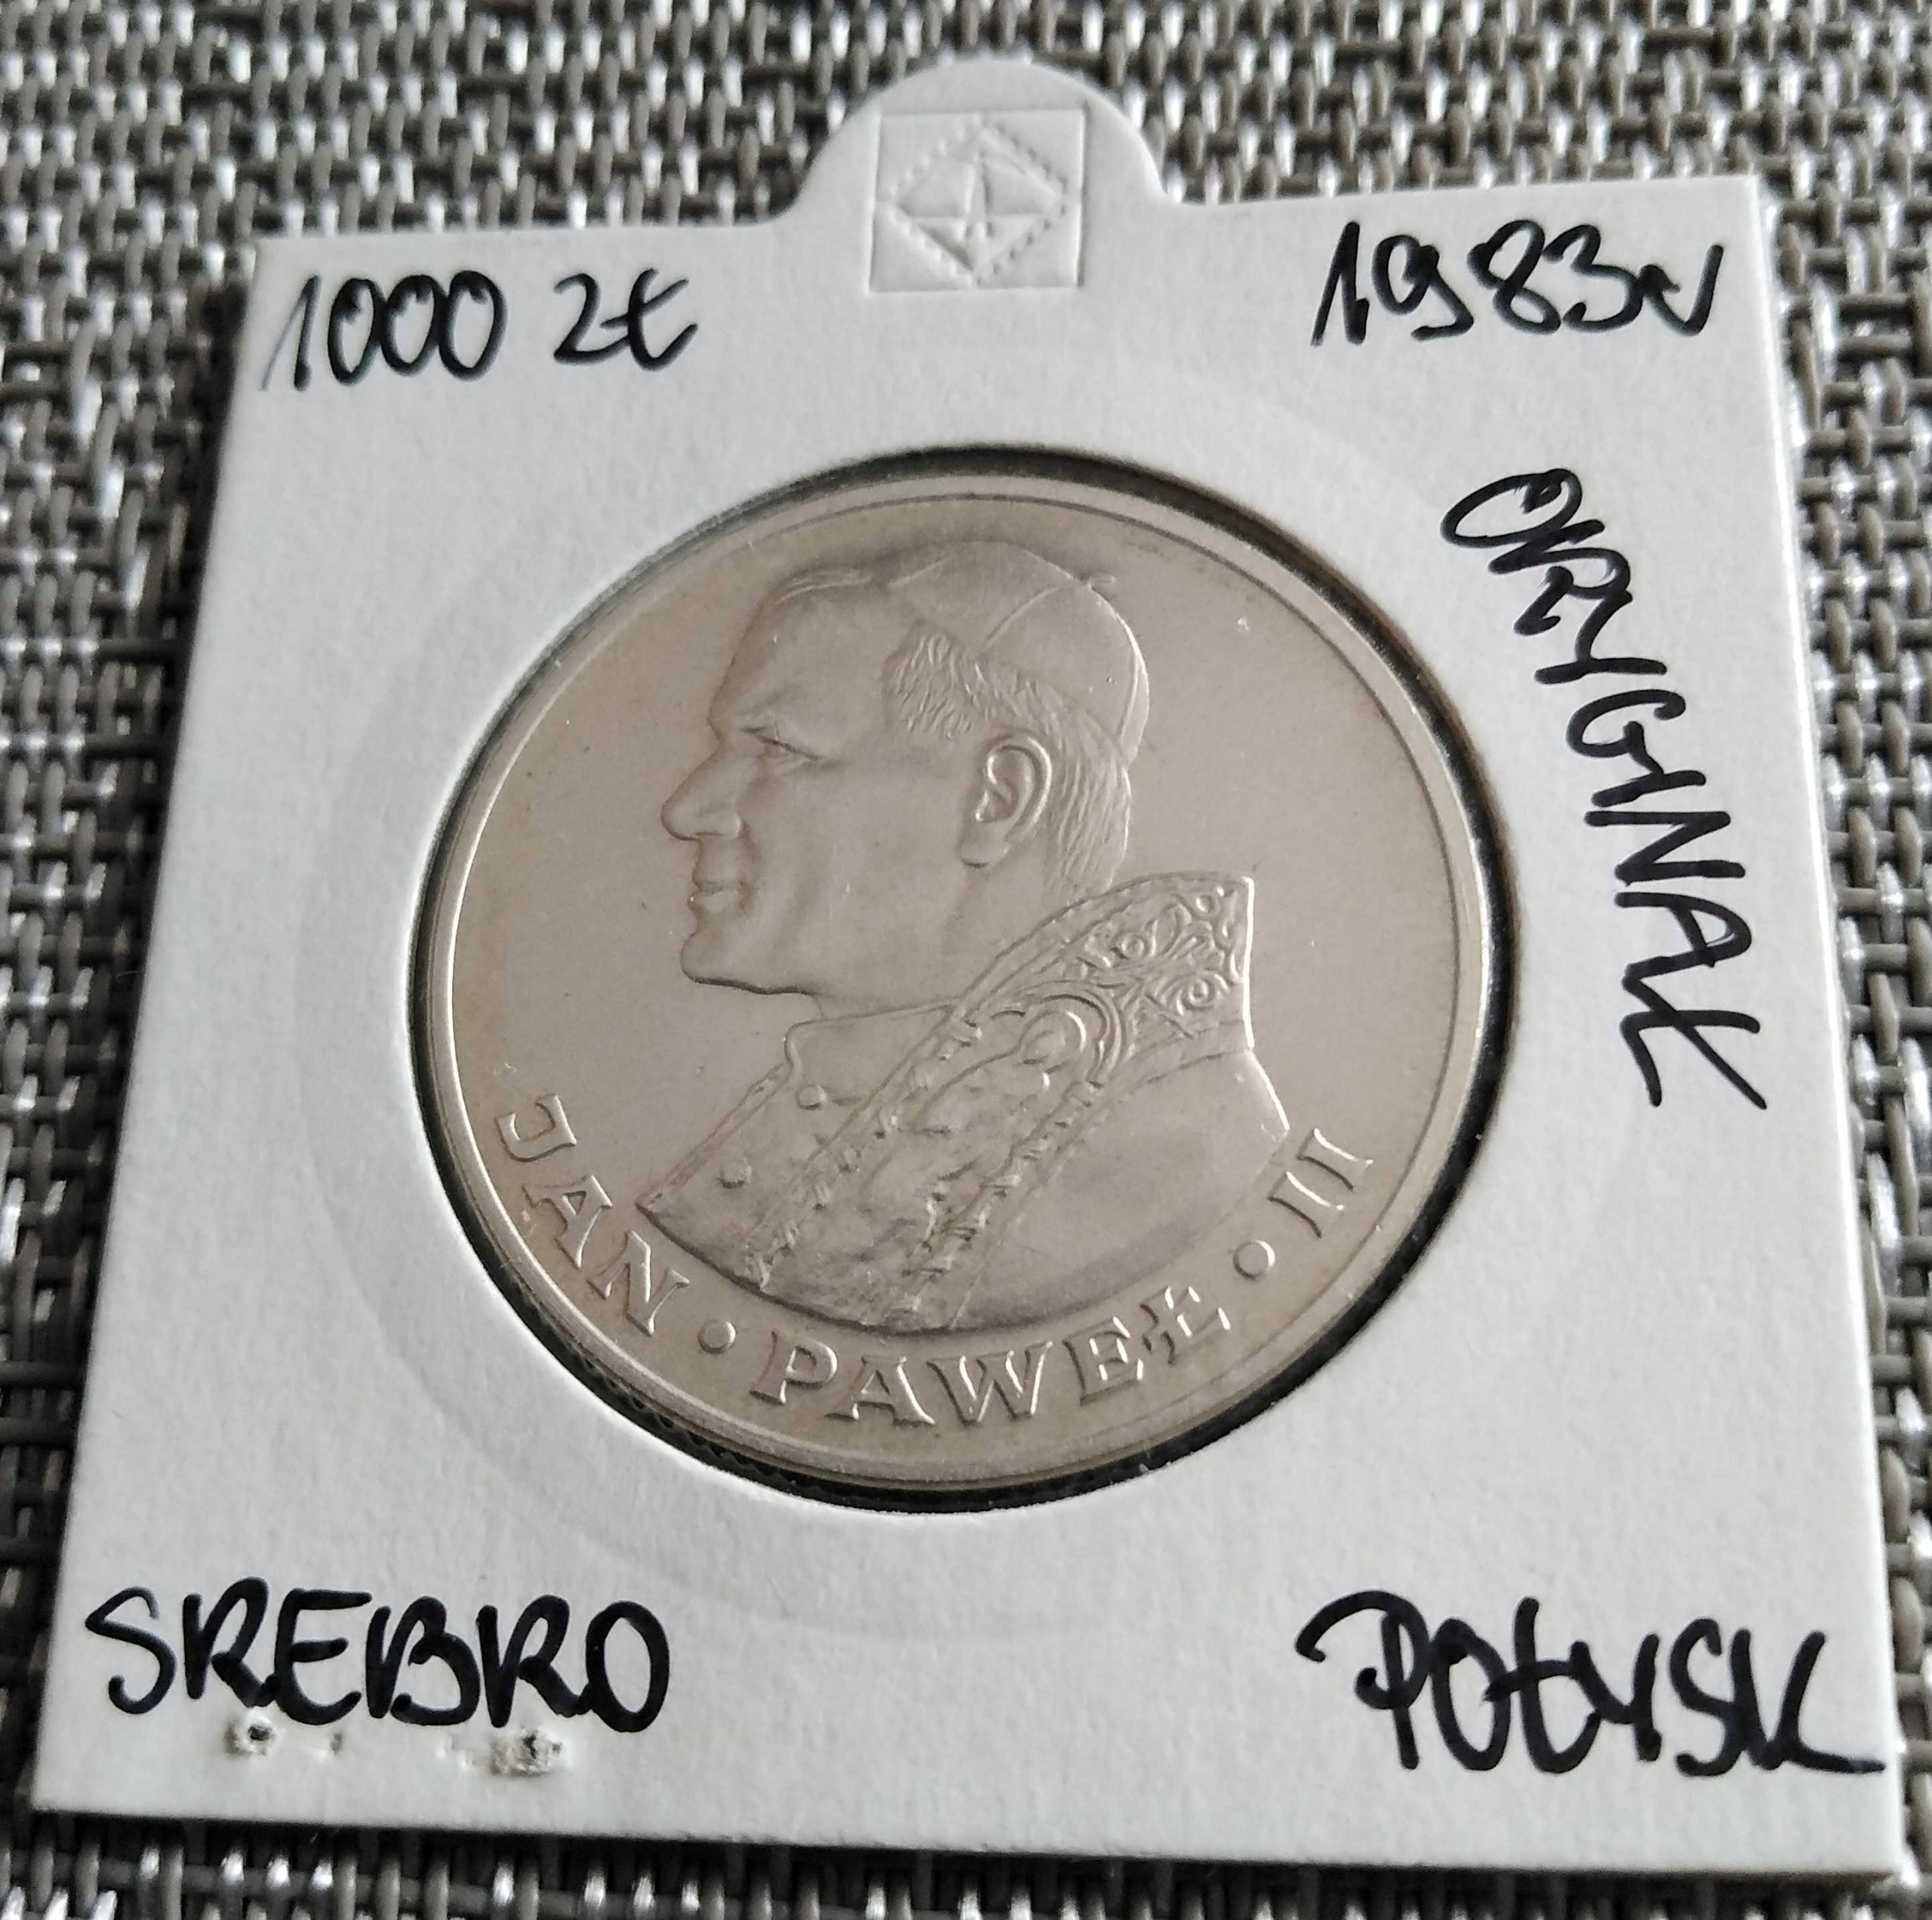 1000 zł
1983r
ORYGINAŁ
JAN • PAWEŁ • II
SREBRO
POŁYSK